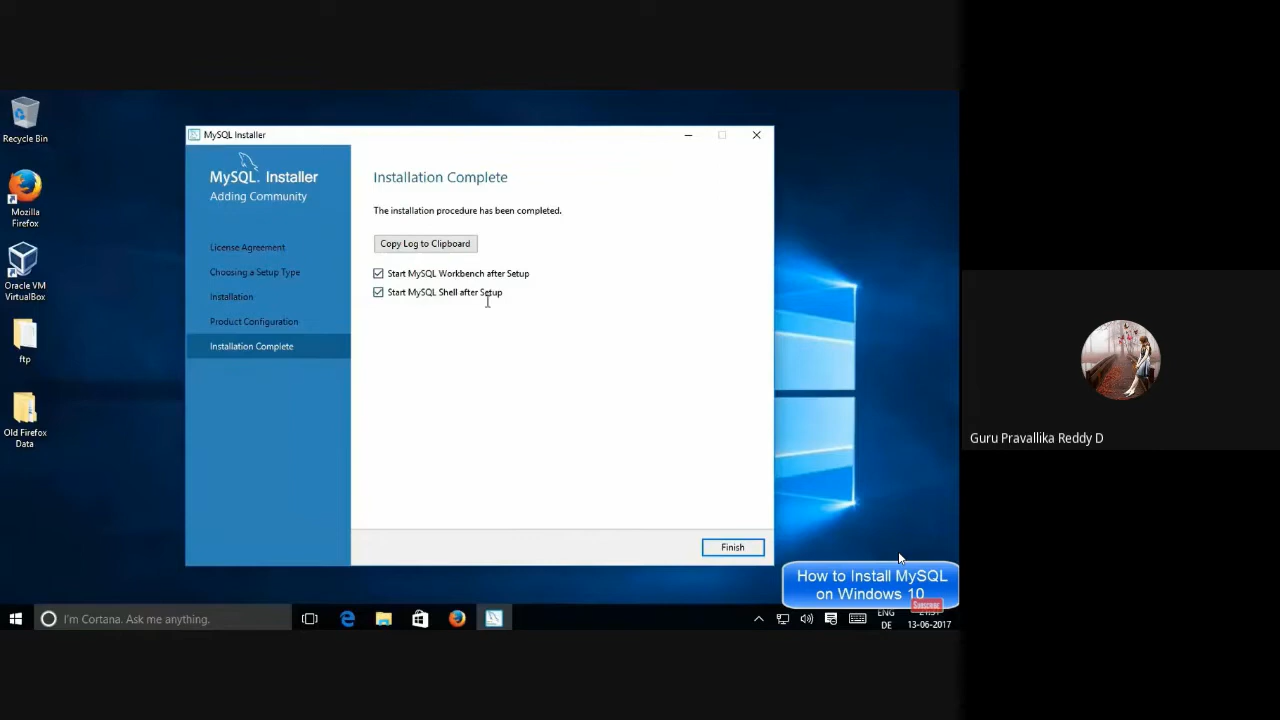 Recycle Bin
Mozilla
Firefox
Oracle VM
VirtualBox
ftp
Old Firefox
Data
MySQL Installer
MySQL. Installer
Adding Community
License Agreement
Choosing a Setup Type
Installation
Product Configuration
Installation Complete
Installation Complete
The installation procedure has been completed.
Copy Log to Clipboard
Start MySQL Workbench after Setup
Start MySQL Shell after Setup
Finish
How to Install MySQL
on Windows 10
SUBSCRIBE
I'm Cortana. Ask me anything.
ENG
DE
13-06-2017
Guru Pravallika Reddy D